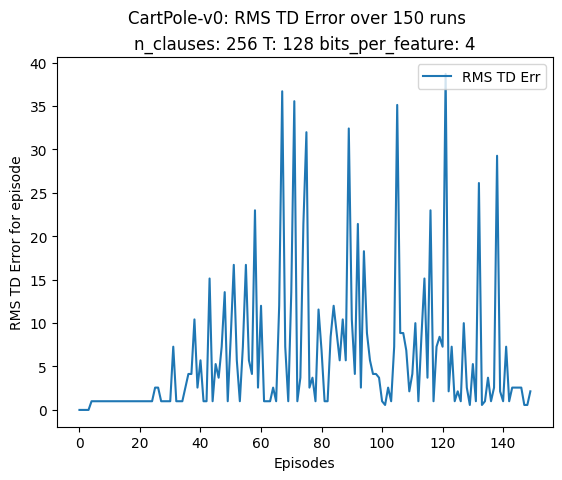 CartPole-v0: RMS TD Error over 150 runs
n_clauses: 256 T: 128 bits_per_feature: 4
RMS TD Err
RMS TD Error for episode
40
35
30
25
20
15
10
5
0
0 20 40 60 80 100 120 140
Episodes